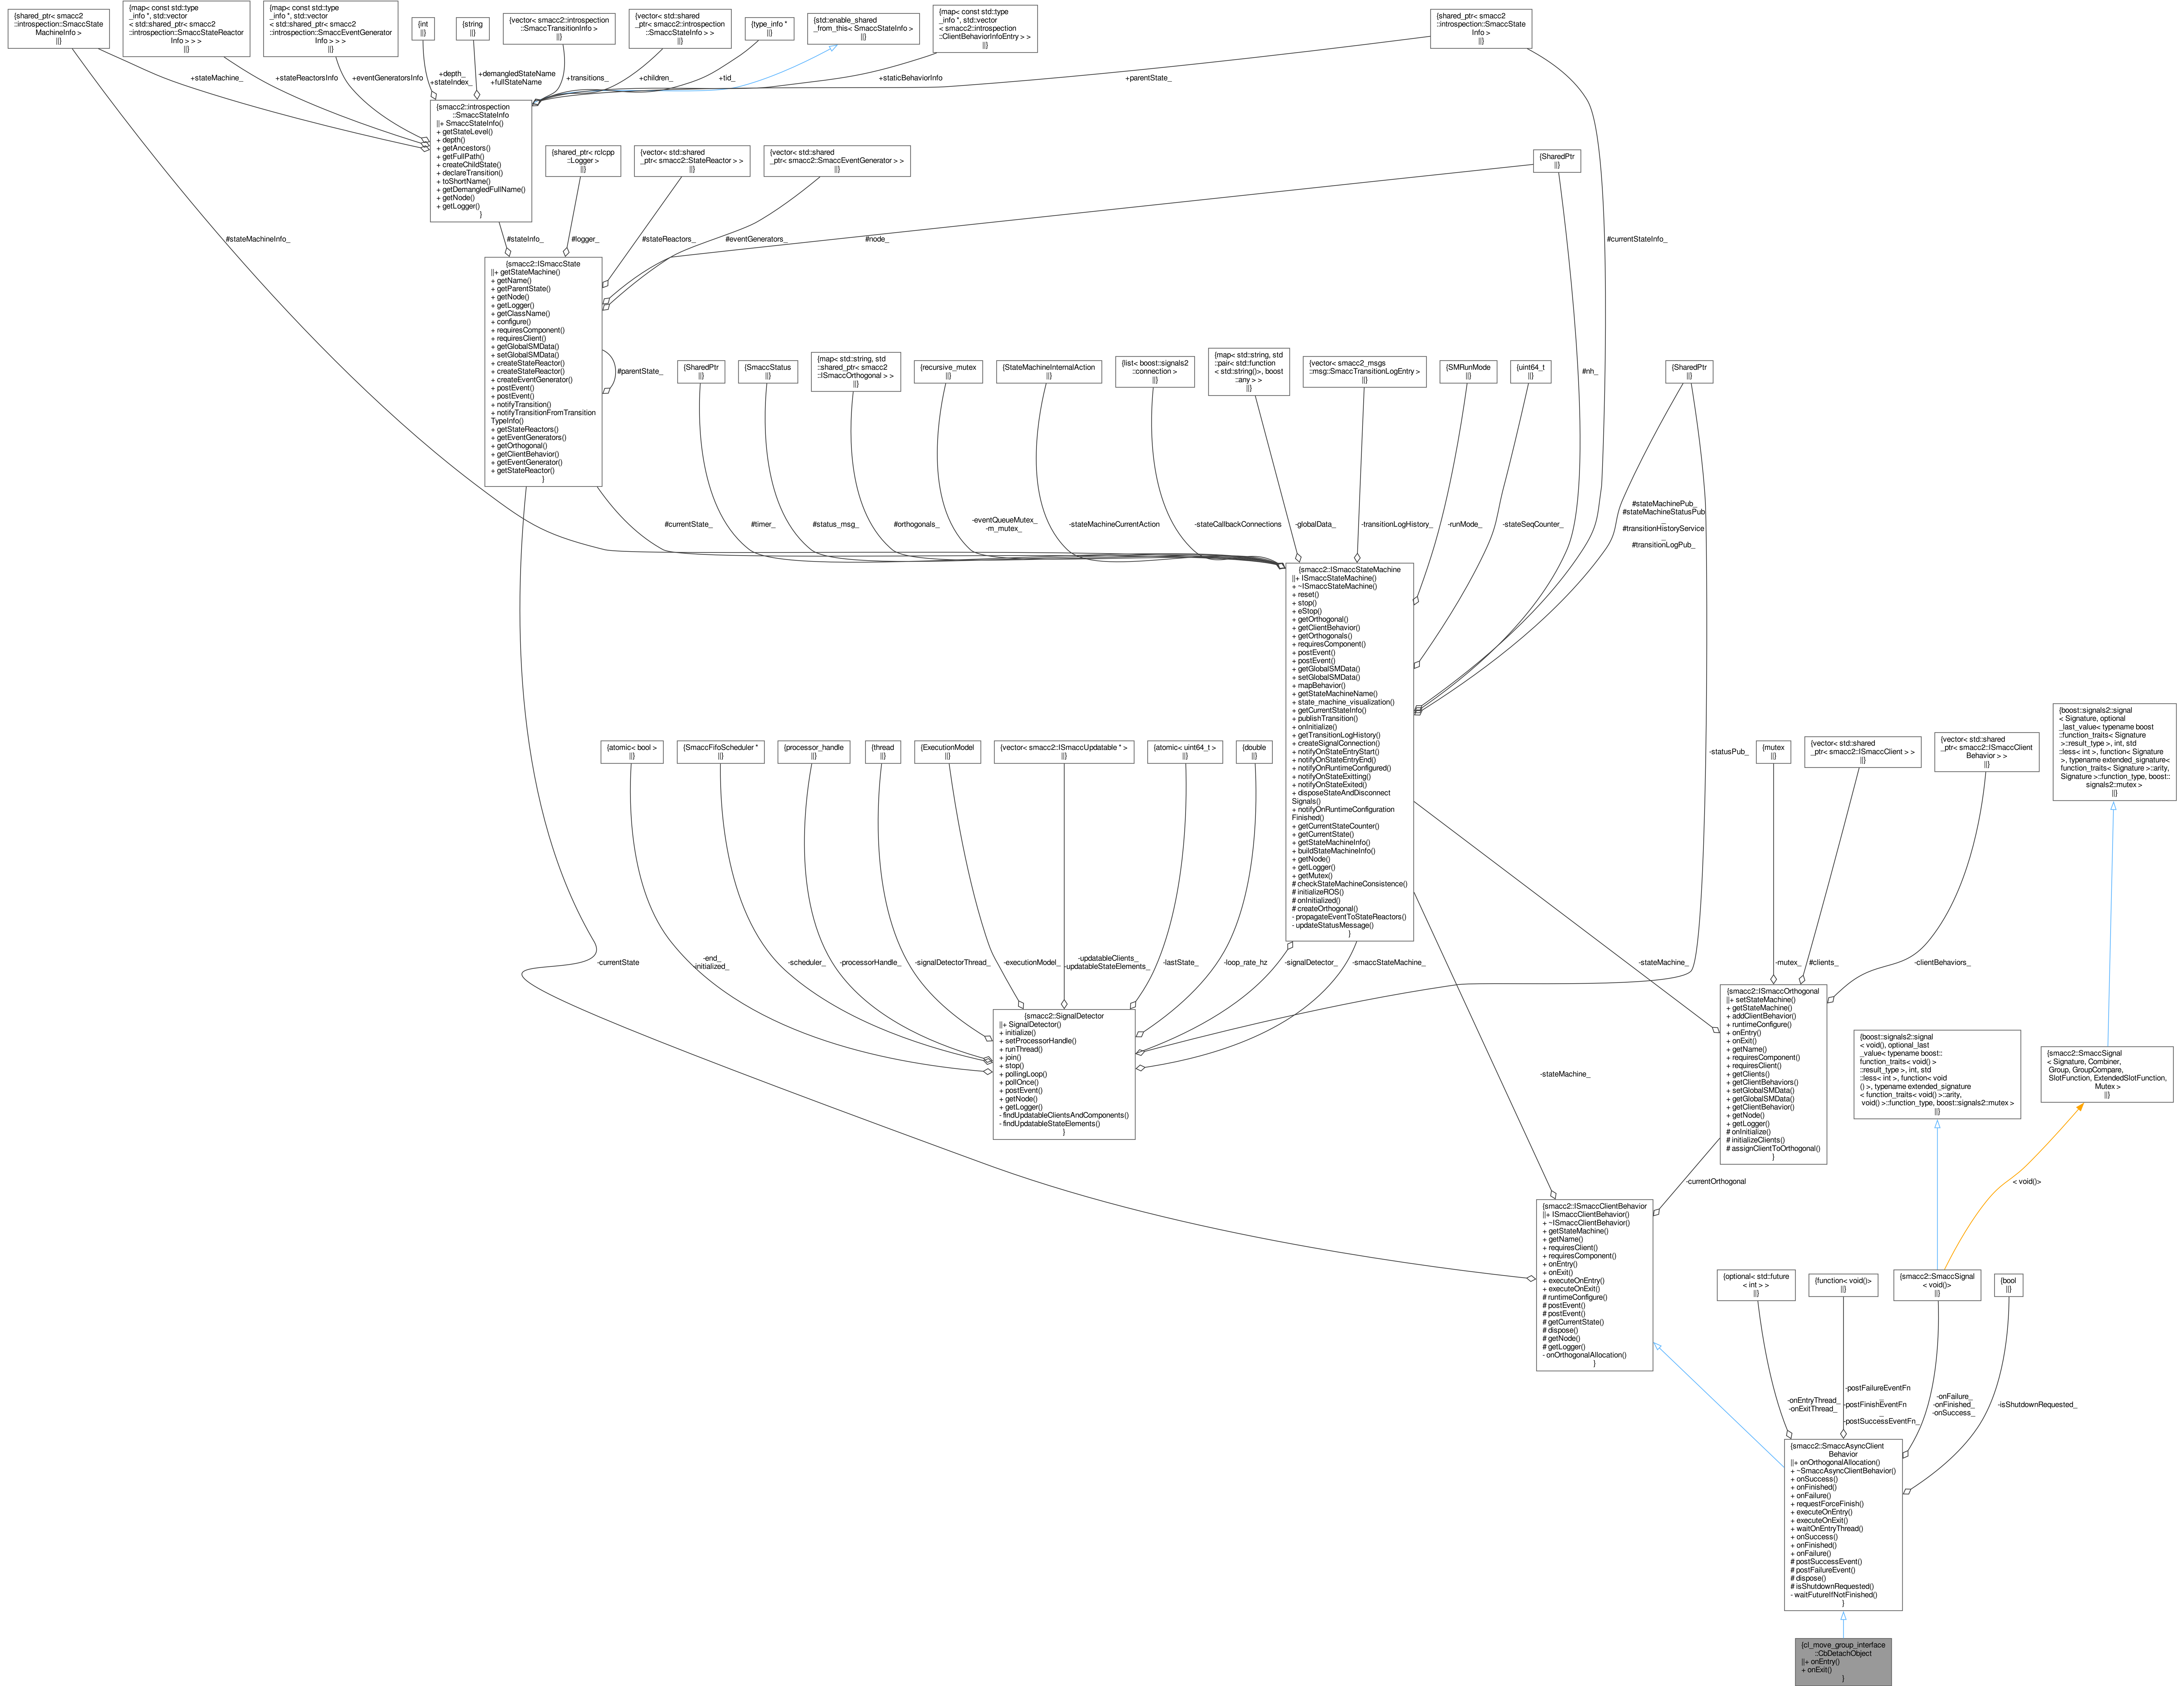 {shared_ptr< smacc2
::introspection::SmaccState
MachineInfo >
||}
{map< const std::type
_info *, std::vector
< std::shared_ptr< smacc2
::introspection::SmaccStateReactor
Info > > >
||}
{map< const std::type
_info *, std::vector
< std::shared_ptr< smacc2
::introspection::SmaccEventGenerator
Info > > >
||}
{int
||}
{string
||}
{vector< smacc2::introspection
::SmaccTransitionInfo >
||}
{vector< std::shared
_ptr< smacc2::introspection
::SmaccStateInfo > >
||}
{type_info *
||}
{std::enable_shared
_from_this< SmaccStateInfo >
||}
{map< const std::type
_info *, std::vector
< smacc2::introspection
::ClientBehaviorInfoEntry > >
||}
{shared_ptr< smacc2
::introspection::SmaccState
Info >
||}
+stateMachine_
+stateReactorsInfo
+eventGeneratorsInfo
+depth_
+stateIndex_
+demangledStateName
+fullStateName
+transitions_
+children_
+tid_
+staticBehaviorInfo
+parentState_
{smacc2::introspection
::SmaccStateInfo
||+ SmaccStateInfo()
+ getStateLevel()
+ depth()
+ getAncestors()
+ getFullPath()
+ createChildState()
+ declareTransition()
+ toShortName()
+ getDemangledFullName()
+ getNode()
+ getLogger()
}
{shared_ptr< rclcpp
::Logger >
||}
{vector< std::shared
_ptr< smacc2::StateReactor > >
||}
{vector< std::shared
_ptr< smacc2::SmaccEventGenerator > >
||}
{SharedPtr
||}
#stateMachineInfo_
#stateInfo_
#logger_
#stateReactors_
#eventGenerators_
#node_
#currentStateInfo_
{smacc2::ISmaccState
||+ getStateMachine()
+ getName()
+ getParentState()
+ getNode()
+ getLogger()
+ getClassName()
+ configure()
+ requiresComponent()
+ requiresClient()
+ getGlobalSMData()
+ setGlobalSMData()
+ createStateReactor()
+ createStateReactor()
+ createEventGenerator()
+ postEvent()
+ postEvent()
+ notifyTransition()
+ notifyTransitionFromTransition
TypeInfo()
+ getStateReactors()
+ getEventGenerators()
+ getOrthogonal()
+ getClientBehavior()
+ getEventGenerator()
+ getStateReactor()
}
#parentState_
{SharedPtr
||}
{SmaccStatus
||}
{map< std::string, std
::shared_ptr< smacc2
::ISmaccOrthogonal > >
||}
{recursive_mutex
||}
{StateMachineInternalAction
||}
{list< boost::signals2
::connection >
||}
{map< std::string, std
::pair< std::function
< std::string()>, boost
::any > >
||}
{vector< smacc2_msgs
::msg::SmaccTransitionLogEntry >
||}
{SMRunMode
||}
{uint64_t
||}
#nh_
{SharedPtr
||}
#currentState_
#timer_
#status_msg_
#orthogonals_
-eventQueueMutex_
-m_mutex_
-stateMachineCurrentAction
-stateCallbackConnections
-globalData_
-transitionLogHistory_
-runMode_
-stateSeqCounter_
#stateMachinePub_
#stateMachineStatusPub
_
#transitionHistoryService
_
#transitionLogPub_
{smacc2::ISmaccStateMachine
||+ ISmaccStateMachine()
+ ~ISmaccStateMachine()
+ reset()
+ stop()
+ eStop()
+ getOrthogonal()
+ getClientBehavior()
+ getOrthogonals()
+ requiresComponent()
+ postEvent()
+ postEvent()
+ getGlobalSMData()
+ setGlobalSMData()
+ mapBehavior()
+ getStateMachineName()
+ state_machine_visualization()
+ getCurrentStateInfo()
+ publishTransition()
+ onInitialize()
+ getTransitionLogHistory()
+ createSignalConnection()
+ notifyOnStateEntryStart()
+ notifyOnStateEntryEnd()
+ notifyOnRuntimeConfigured()
+ notifyOnStateExitting()
+ notifyOnStateExited()
+ disposeStateAndDisconnect
Signals()
+ notifyOnRuntimeConfiguration
Finished()
+ getCurrentStateCounter()
+ getCurrentState()
+ getStateMachineInfo()
+ buildStateMachineInfo()
+ getNode()
+ getLogger()
+ getMutex()
# checkStateMachineConsistence()
# initializeROS()
# onInitialized()
# createOrthogonal()
- propagateEventToStateReactors()
- updateStatusMessage()
}
{atomic< bool >
||}
{SmaccFifoScheduler *
||}
{processor_handle
||}
{thread
||}
{ExecutionModel
||}
{vector< smacc2::ISmaccUpdatable * >
||}
{atomic< uint64_t >
||}
{double
||}
-statusPub_
{mutex
||}
{vector< std::shared
_ptr< smacc2::ISmaccClient > >
||}
{vector< std::shared
_ptr< smacc2::ISmaccClient
Behavior > >
||}
{boost::signals2::signal
< Signature, optional
_last_value< typename boost
::function_traits< Signature
>::result_type >, int, std
::less< int >, function< Signature
>, typename extended_signature<
function_traits< Signature >::arity,
Signature >::function_type, boost::
signals2::mutex >
||}
-currentState
-end_
-initialized_
-scheduler_
-processorHandle_
-signalDetectorThread_
-executionModel_
-updatableClients_
-updatableStateElements_
-lastState_
-loop_rate_hz
-signalDetector_
-smaccStateMachine_
-stateMachine_
-mutex_
#clients_
-clientBehaviors_
{smacc2::SignalDetector
||+ SignalDetector()
+ initialize()
+ setProcessorHandle()
+ runThread()
+ join()
+ stop()
+ pollingLoop()
+ pollOnce()
+ postEvent()
+ getNode()
+ getLogger()
- findUpdatableClientsAndComponents()
- findUpdatableStateElements()
}
{smacc2::ISmaccOrthogonal
||+ setStateMachine()
+ getStateMachine()
+ addClientBehavior()
+ runtimeConfigure()
+ onEntry()
+ onExit()
+ getName()
+ requiresComponent()
+ requiresClient()
+ getClients()
+ getClientBehaviors()
+ setGlobalSMData()
+ getGlobalSMData()
+ getClientBehavior()
+ getNode()
+ getLogger()
# onInitialize()
# initializeClients()
# assignClientToOrthogonal()
}
{boost::signals2::signal
< void(), optional_last
_value< typename boost::
function_traits< void() >
::result_type >, int, std
::less< int >, function< void
() >, typename extended_signature
< function_traits< void() >::arity,
void() >::function_type, boost::signals2::mutex >
||}
{smacc2::SmaccSignal
< Signature, Combiner,
Group, GroupCompare,
SlotFunction, ExtendedSlotFunction,
Mutex >
||}
-stateMachine_
-currentOrthogonal
< void()>
{smacc2::ISmaccClientBehavior
||+ ISmaccClientBehavior()
+ ~ISmaccClientBehavior()
+ getStateMachine()
+ getName()
+ requiresClient()
+ requiresComponent()
+ onEntry()
+ onExit()
+ executeOnEntry()
+ executeOnExit()
# runtimeConfigure()
# postEvent()
# postEvent()
# getCurrentState()
# dispose()
# getNode()
# getLogger()
- onOrthogonalAllocation()
}
{optional< std::future
< int > >
||}
{function< void()>
||}
{smacc2::SmaccSignal
< void()>
||}
{bool
||}
-onEntryThread_
-onExitThread_
-postFailureEventFn
_
-postFinishEventFn
_
-postSuccessEventFn_
-onFailure_
-onFinished_
-onSuccess_
-isShutdownRequested_
{smacc2::SmaccAsyncClient
Behavior
||+ onOrthogonalAllocation()
+ ~SmaccAsyncClientBehavior()
+ onSuccess()
+ onFinished()
+ onFailure()
+ requestForceFinish()
+ executeOnEntry()
+ executeOnExit()
+ waitOnEntryThread()
+ onSuccess()
+ onFinished()
+ onFailure()
# postSuccessEvent()
# postFailureEvent()
# dispose()
# isShutdownRequested()
- waitFutureIfNotFinished()
}
{cl_move_group_interface
::CbDetachObject
||+ onEntry()
+ onExit()
}